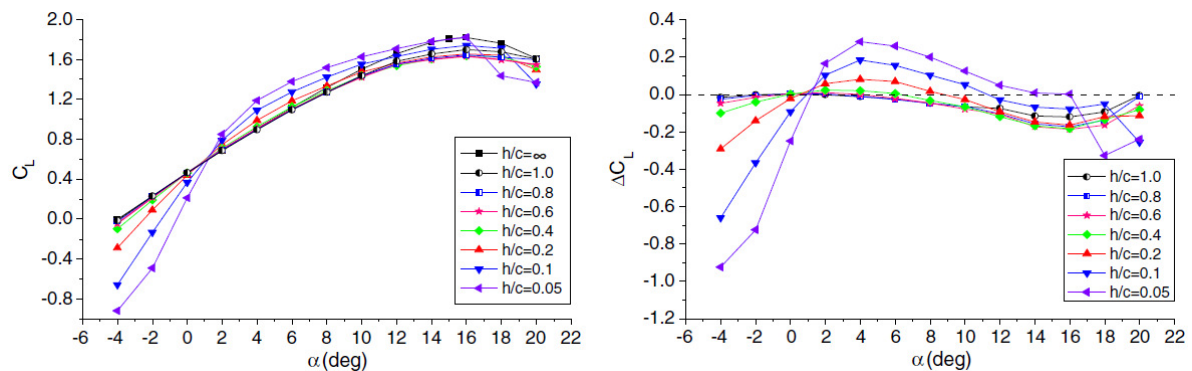 2.0
1.6
1.2
0.8
0.4
0.0
-0.4
-0.8
C_L
-6 -4 -2 0 2 4 6 8 10 12 14 16 18 20 22
α(deg)
h/c=∞
h/c=1.0
h/c=0.8
h/c=0.6
h/c=0.4
h/c=0.2
h/c=0.1
h/c=0.05
0.4
0.2
0.0
-0.2
-0.4
-0.6
-0.8
-1.0
-1.2
ΔC_L
-6 -4 -2 0 2 4 6 8 10 12 14 16 18 20 22
α(deg)
h/c=1.0
h/c=0.8
h/c=0.6
h/c=0.4
h/c=0.2
h/c=0.1
h/c=0.05